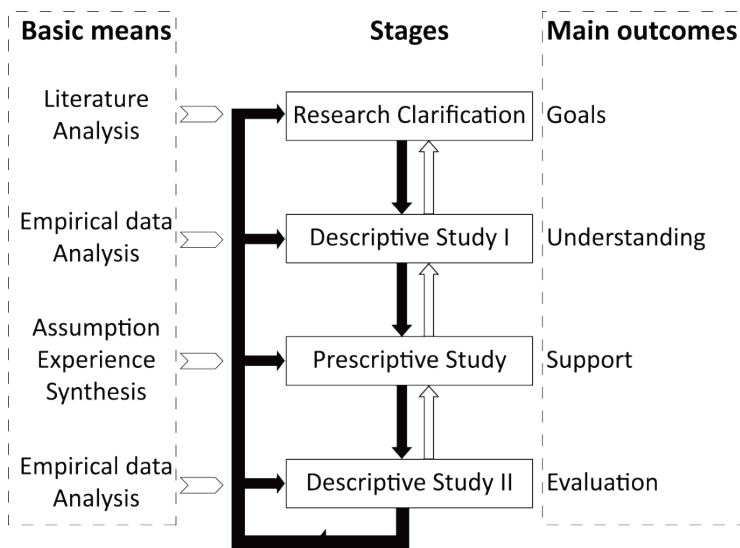 Basic means
Stages
Main outcomes
Literature
Analysis
Research Clarification
Goals
Empirical data
Analysis
Descriptive Study I
Understanding
Assumption
Experience
Synthesis
Prescriptive Study
Support
Empirical data
Analysis
Descriptive Study II
Evaluation